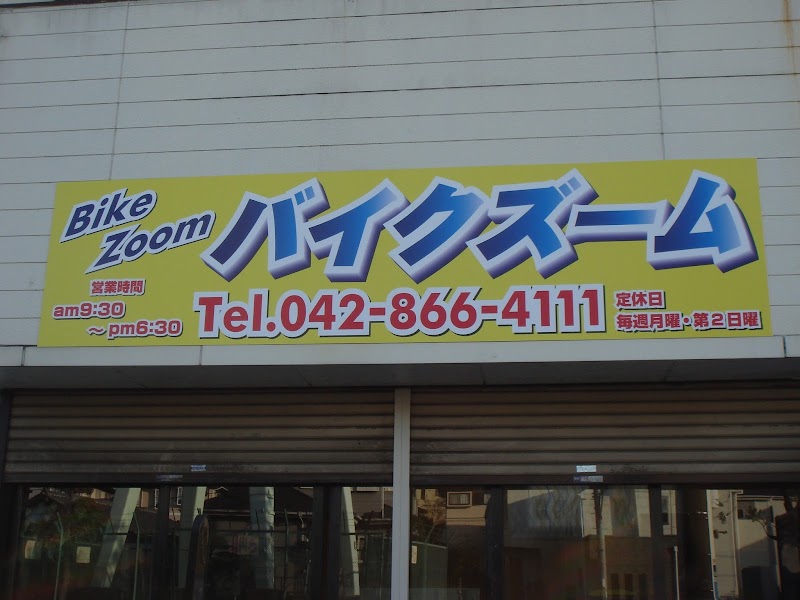 Bike
Zoom
バイクズーム
営業時間
am9:30
～pm6:30
Tel.042-866-4111
定休日
毎週月曜・第2日曜